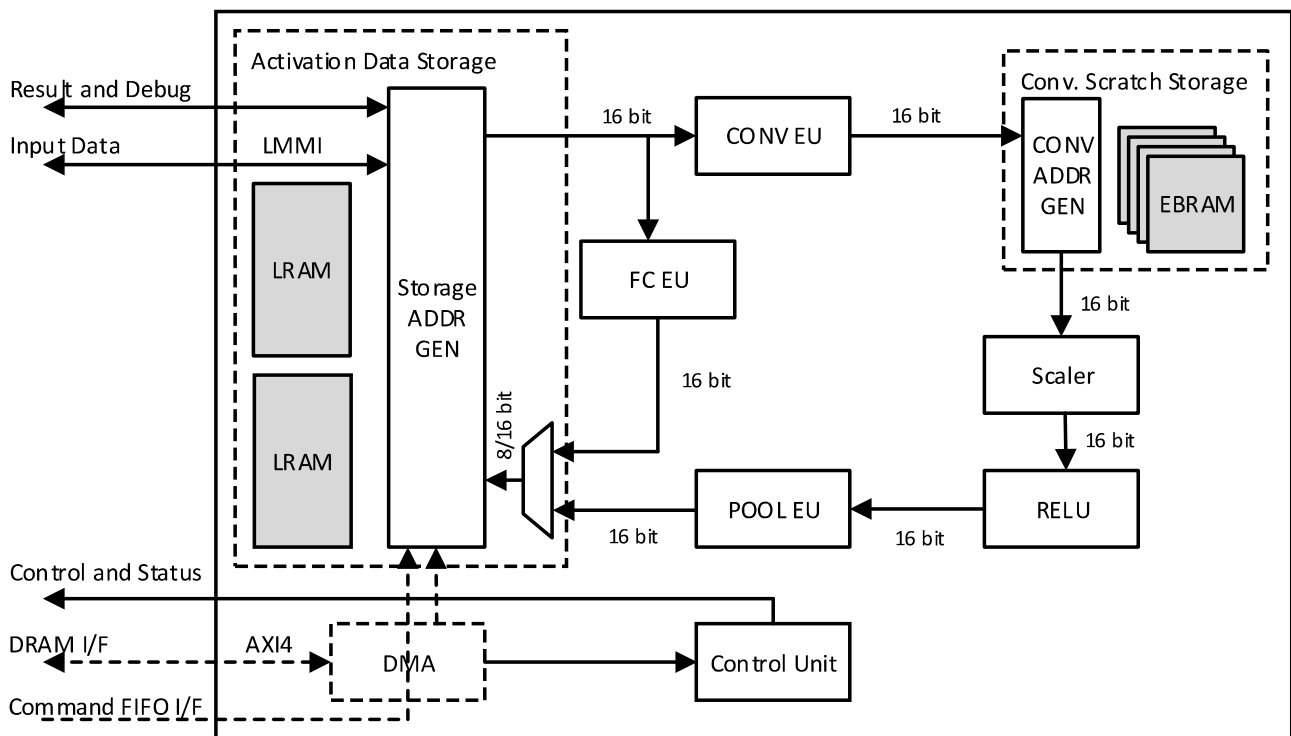 Activation Data Storage
Result and Debug
Input Data
LMMI
LRAM
LRAM
Storage
ADDR
GEN
8/16 bit
16 bit
CONV EU
16 bit
Conv. Scratch Storage
CONV
ADDR
GEN
EBRAM
FC EU
16 bit
16 bit
Scaler
16 bit
RELU
16 bit
POOL EU
16 bit
Control and Status
DRAM I/F
AXI4
DMA
Control Unit
Command FIFO I/F